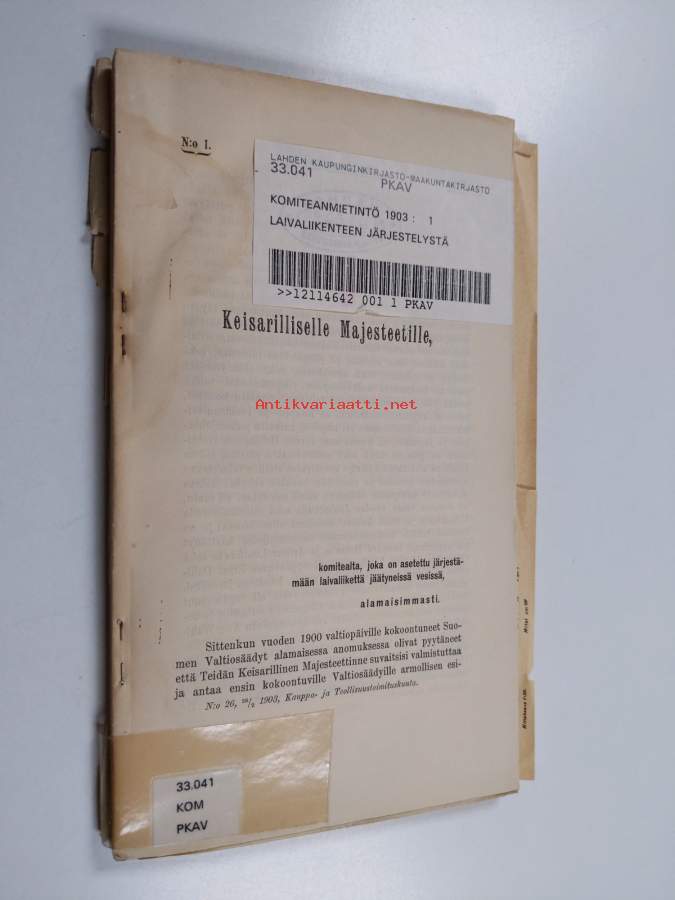 N:o 1.
LAHDEN KAUPUNGINKIRJASTO-MAAKUNTAKIRJASTO
33.041 PKAV
KOMITEANMIETINTÖ 1903 : 1
LAIVALIIKENTEEN JÄRJESTELYSTÄ
>>12114642 001 1 PKAV
Keisarilliselle Majesteetille,
Antikvariaatti.net
komitealta, joka on asetettu järjestä-
mään laivaliikettä jäätyneissä vesissä,
alamaisimmasti.
Sittenkun vuoden 1900 valtiopäiville kokoontuneet Suo-
men Valtiosäädyt alamaisessa anomuksessa olivat pyytäneet
että Teidän Keisarillinen Majesteettinne suvaitsisi valmistuttaa
ja antaa ensin kokoontuville Valtiosäädyille armollisen esi-
N:o 26, 1903, Kauppo- ja Teollisuustoimituskunta.
33.041
KOM
PKAV